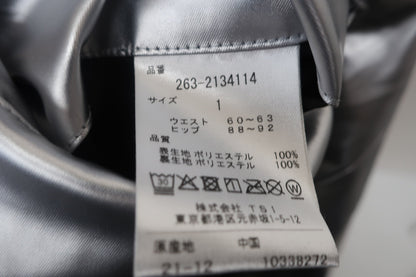 品番
263-2134114
サイズ 1
ウエスト 60~63
ヒップ 88~92
品質
表生地 ポリエステル 100%
裏生地 ポリエステル 100%
株式会社 TSI
東京都港区元赤坂1-5-12
原産地 中国
21-12 10338272